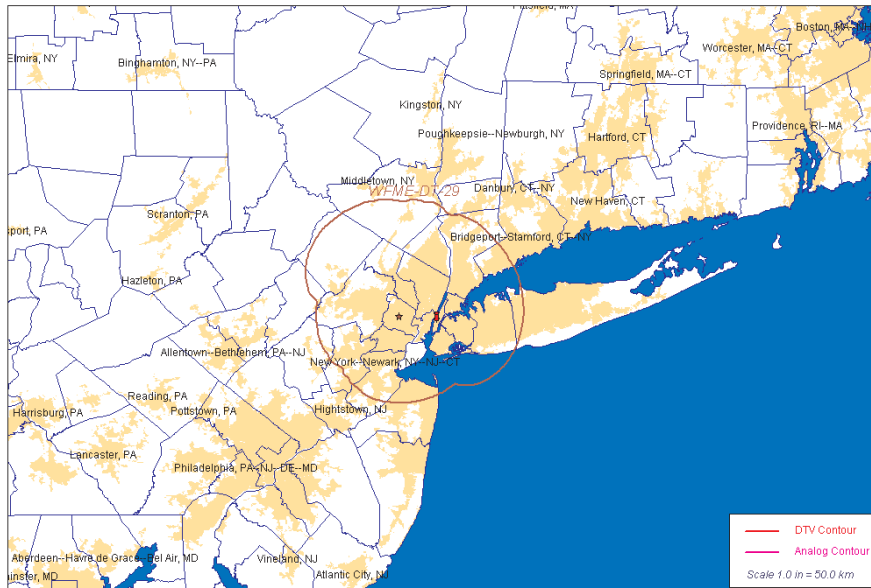 Pittsfield, MA
Boston, MA--NH
Elmira, NY
Binghamton, NY--PA
Worcester, MA--CT
Springfield, MA--CT
Kingston, NY
Poughkeepsie--Newburgh, NY
Hartford, CT
Providence, RI--MA
Middletown, NY
WFME-DT 29
Danbury, CT--NY
New Haven, CT
Scranton, PA
sport, PA
Bridgeport--Stamford, CT--NY
Hazleton, PA
Allentown--Bethlehem, PA--NJ
New York--Newark, NY--NJ--CT
Reading, PA
Harrisburg, PA
Pottstown, PA
Hightstown, NJ
Lancaster, PA
Philadelphia, PA--NJ--DE--MD
DTV Contour
Analog Contour
Aberdeen--Havre de Grace--Bel Air, MD
Vineland, NJ
minster, MD
Atlantic City, NJ
Scale 1.0 in = 50.0 km